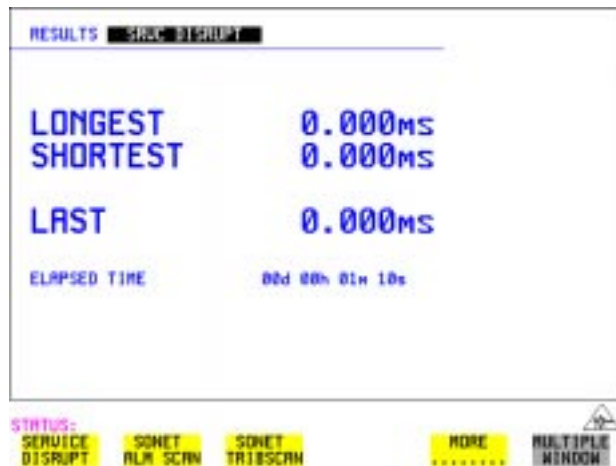 RESULTS SRVC DISRUPT
LONGEST 0.000MS
SHORTEST 0.000MS
LAST 0.000MS
ELAPSED TIME 00d 00h 01M 10s
STATUS:
SERVICE DISRUPT
SONET ALM SCAN
SONET TRIBSCAN
MORE ........
MULTIPLE WINDOW